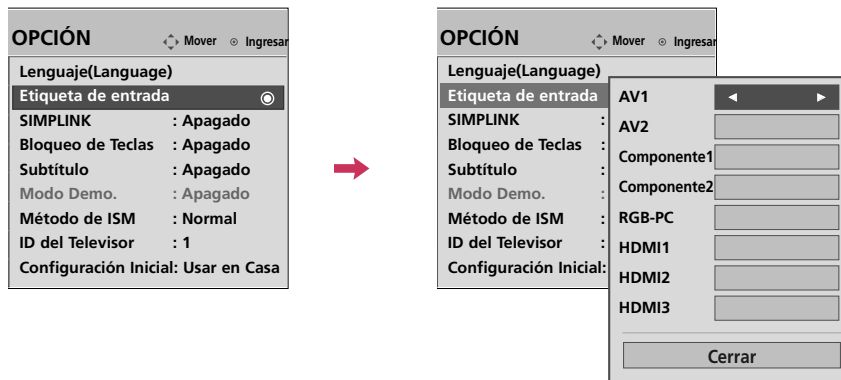 OPCIÓN Mover Ingresar
Lenguaje(Language)
Etiqueta de entrada
SIMPLINK : Apagado
Bloqueo de Teclas : Apagado
Subtítulo : Apagado
Modo Demo. : Apagado
Método de ISM : Normal
ID del Televisor : 1
Configuración Inicial: Usar en Casa
OPCIÓN Mover Ingresar
Lenguaje(Language)
Etiqueta de entrada
SIMPLINK :
Bloqueo de Teclas :
Subtítulo :
Modo Demo. :
Método de ISM :
ID del Televisor :
Configuración Inicial:
AV1
AV2
Componente1
Componente2
RGB-PC
HDMI1
HDMI2
HDMI3
Cerrar